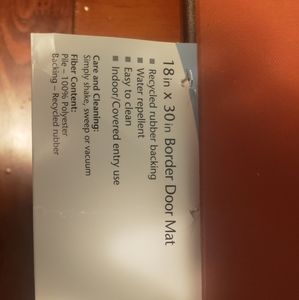 18in x 30in Border Door Mat
■ Recycled rubber backing
■ Water repellent
■ Easy to clean
■ Indoor/Covered entry use
Care and Cleaning:
Simply shake, sweep or vacuum
Fiber Content:
Pile – 100% Polyester
Backing – Recycled rubber